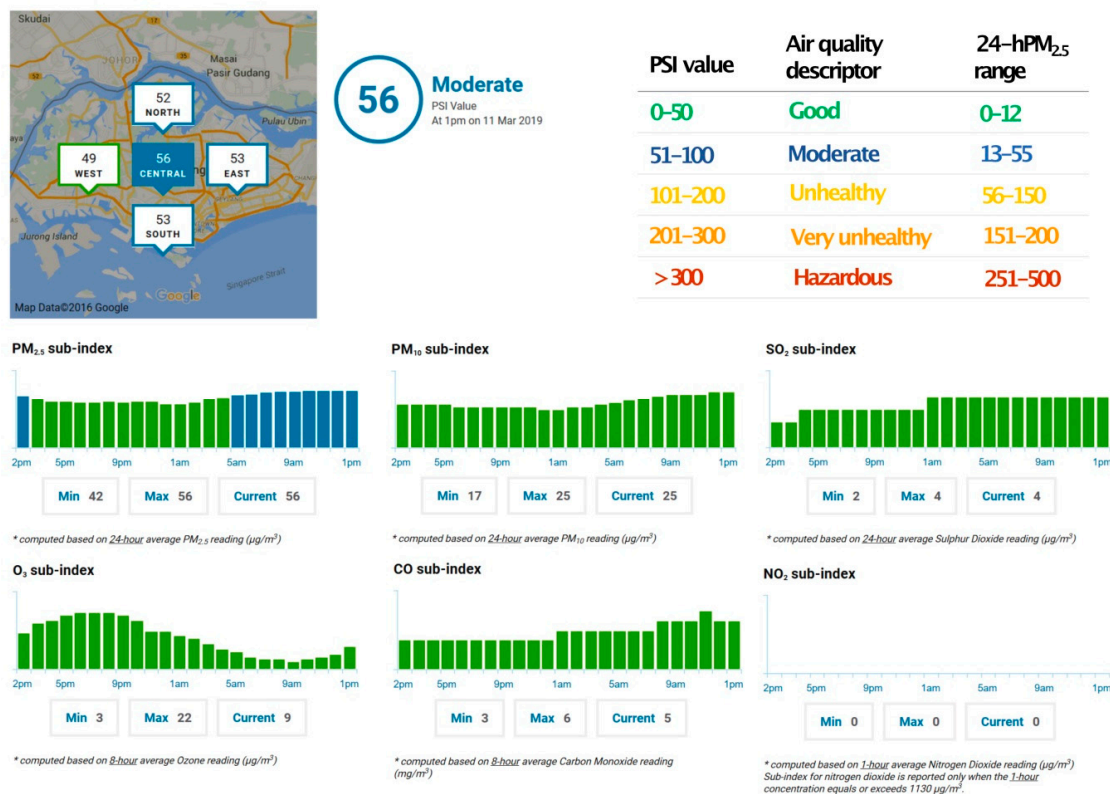 Skudai
JOHOR
Masai
Pasir Gudang
52
NORTH
Pulau Ubin
49
WEST
56
CENTRAL
53
EAST
53
SOUTH
Jurong Island
Singapore Strait
Google
Map Data©2016 Google
56
Moderate
PSI Value
At 1pm on 11 Mar 2019
PSI value Air quality descriptor 24-hPM2.5 range
0-50 Good 0-12
51-100 Moderate 13-55
101-200 Unhealthy 56-150
201-300 Very unhealthy 151-200
>300 Hazardous 251-500
PM2.5 sub-index
2pm 5pm 9pm 1am 5am 9am 1pm
Min 42 Max 56 Current 56
* computed based on 24-hour average PM2.5 reading (µg/m³)
PM10 sub-index
2pm 5pm 9pm 1am 5am 9am 1pm
Min 17 Max 25 Current 25
* computed based on 24-hour average PM10 reading (µg/m³)
SO2 sub-index
2pm 5pm 9pm 1am 5am 9am 1pm
Min 2 Max 4 Current 4
* computed based on 24-hour average Sulphur Dioxide reading (µg/m³)
O3 sub-index
2pm 5pm 9pm 1am 5am 9am 1pm
Min 3 Max 22 Current 9
* computed based on 8-hour average Ozone reading (µg/m³)
CO sub-index
2pm 5pm 9pm 1am 5am 9am 1pm
Min 3 Max 6 Current 5
* computed based on 8-hour average Carbon Monoxide reading
(mg/m³)
NO2 sub-index
2pm 5pm 9pm 1am 5am 9am 1pm
Min 0 Max 0 Current 0
* computed based on 1-hour average Nitrogen Dioxide reading (µg/m³)
Sub-index for nitrogen dioxide is reported only when the 1-hour
concentration equals or exceeds 1130 µg/m³.